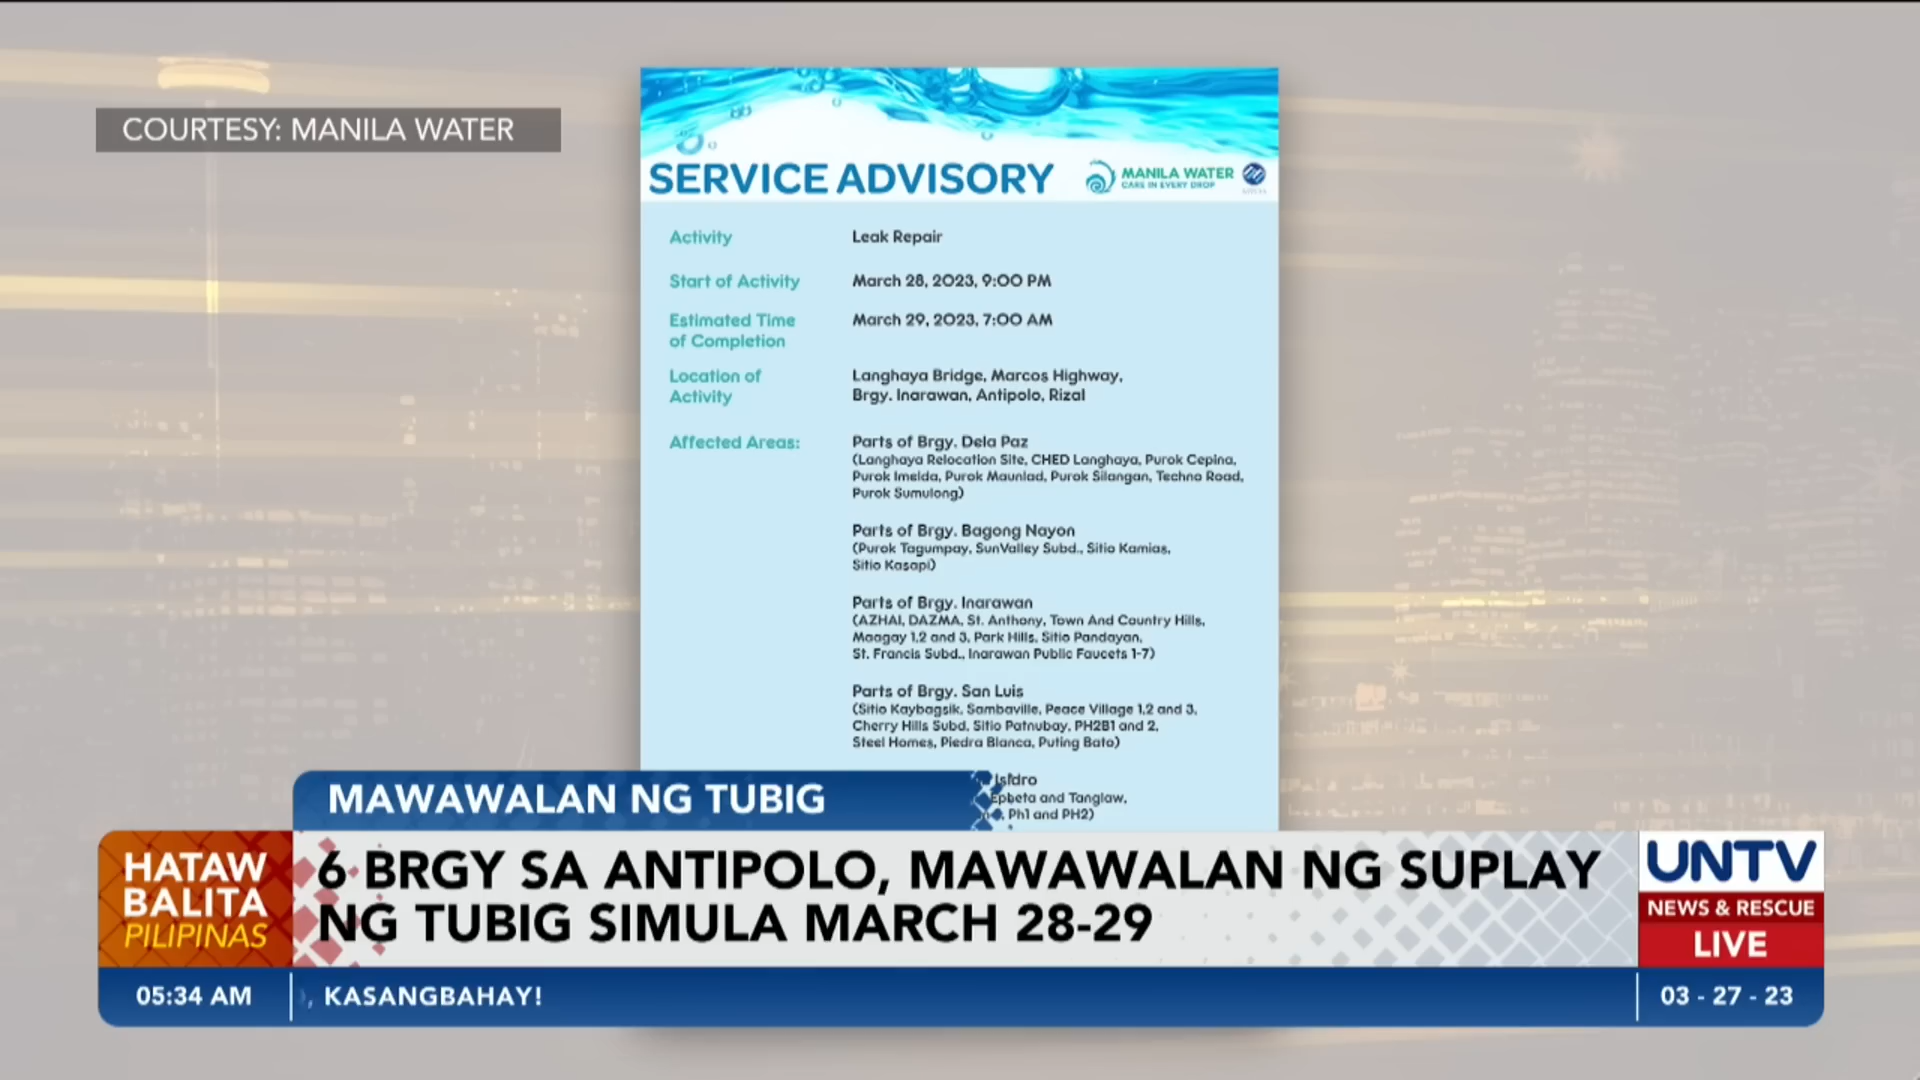 COURTESY: MANILA WATER
SERVICE ADVISORY
MANILA WATER
CARE IN EVERY DROP
Activity
Leak Repair
Start of Activity
March 28, 2023, 9:00 PM
Estimated Time
of Completion
March 29, 2023, 7:00 AM
Location of
Activity
Langhaya Bridge, Marcos Highway,
Brgy. Inarawan, Antipolo, Rizal
Affected Areas:
Parts of Brgy. Dela Paz
(Langhaya Relocation Site, CHED Langhaya, Purok Cepina,
Purok Imelda, Purok Maunlad, Purok Silangan, Techno Road,
Purok Sumulong)
Parts of Brgy. Bagong Nayon
(Purok Tagumpay, SunValley Subd., Sitio Kamias,
Sitio Kasapi)
Parts of Brgy. Inarawan
(AZHAI, DAZMA, St. Anthony, Town And Country Hills,
Maagay 1,2 and 3, Park Hills, Sitio Pandayan,
St. Francis Subd., Inarawan Public Faucets 1-7)
Parts of Brgy. San Luis
(Sitio Kaybagsik, Sambaville, Peace Village 1,2 and 3,
Cherry Hills Subd, Sitio Patnubay, PH2B1 and 2,
Steel Homes, Piedra Blanca, Puting Bato)
Isidro
and Tanglaw,
, Ph1 and PH2)
MAWAWALAN NG TUBIG
HATAW
BALITA
PILIPINAS
6 BRGY SA ANTIPOLO, MAWAWALAN NG SUPLAY
NG TUBIG SIMULA MARCH 28-29
UNTV
NEWS & RESCUE
LIVE
05:34 AM
, KASANGBAHAY!
03 - 27 - 23